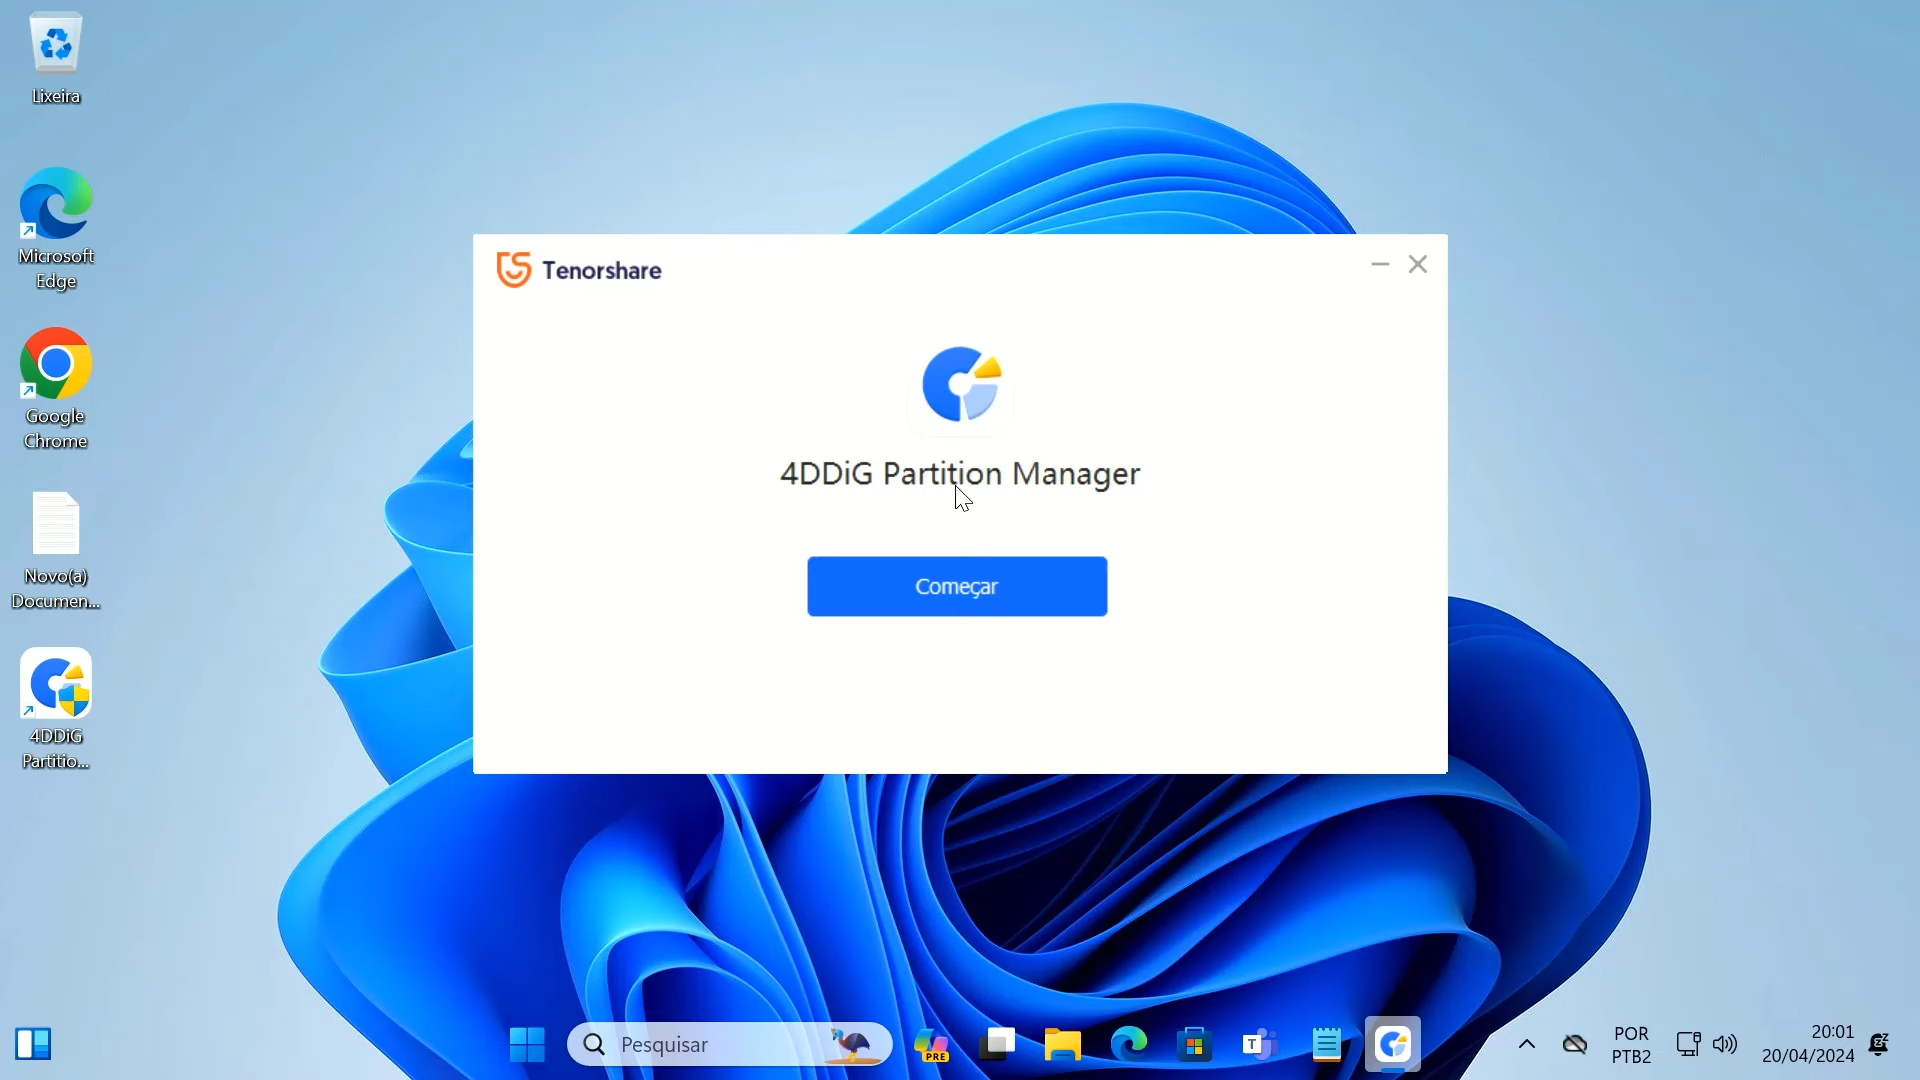 Lixeira
Microsoft
Edge
Google
Chrome
Novo(a)
Documen...
4DDiG
Partitio...
Tenorshare
4DDiG Partition Manager
Começar
Pesquisar
PRE
T
POR
PTB2
20:01
20/04/2024